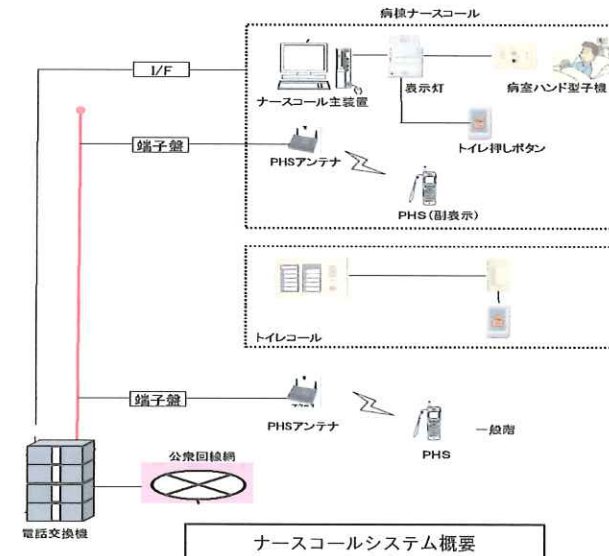 病棟ナースコール
I/F
ナースコール主装置
表示灯
病室ハンド型子機
端子盤
PHSアンテナ
トイレ押しボタン
PHS(副表示)
トイレコール
端子盤
PHSアンテナ
PHS
一般階
公衆回線網
電話交換機
ナースコールシステム概要